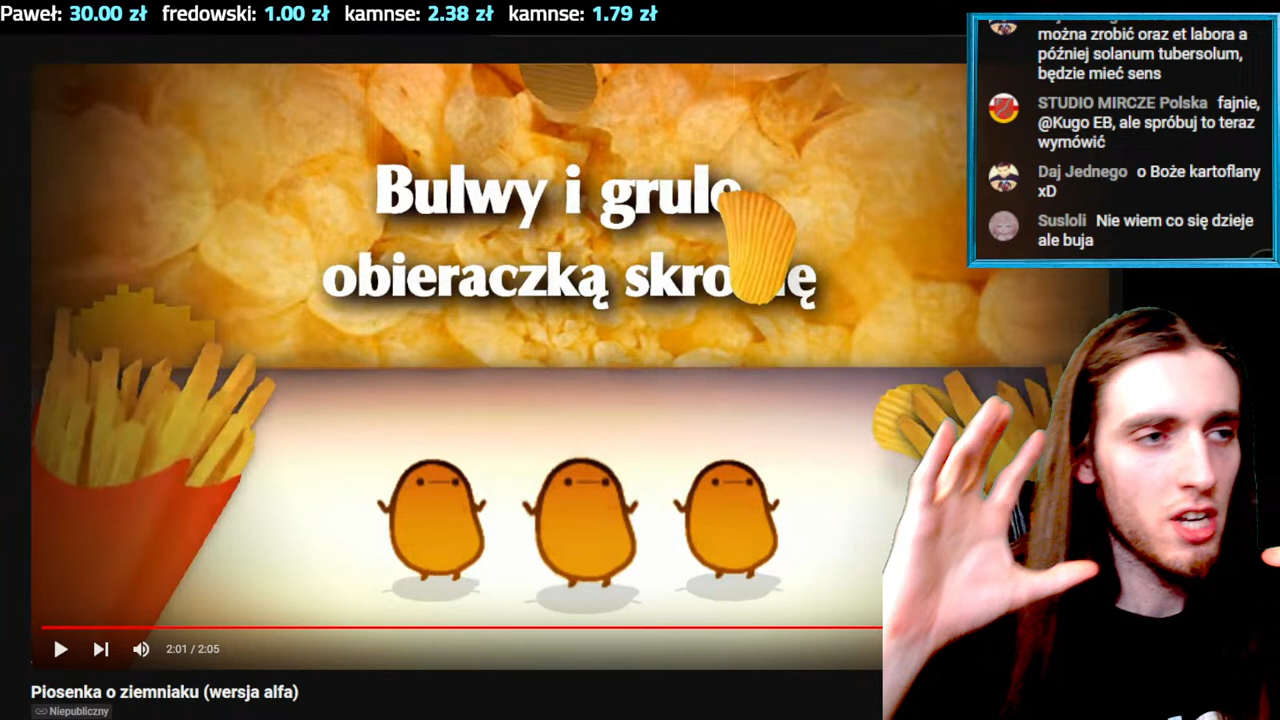 Paweł: 30.00 zł fredowski: 1.00 zł kamnse: 2.38 zł kamnse: 1.79 zł
można zrobić oraz et labora a
później solanum tubersolum,
będzie mieć sens
STUDIO MIRCZE Polska fajnie,
@Kugo EB, ale spróbuj to teraz
wymówić
Daj Jednego o Boże kartoflany
xD
Susloli Nie wiem co się dzieje
ale buja
Bulwy i
obieraczką
2:01 / 2:05
Piosenka o ziemniaku (wersja alfa)
Niepubliczny